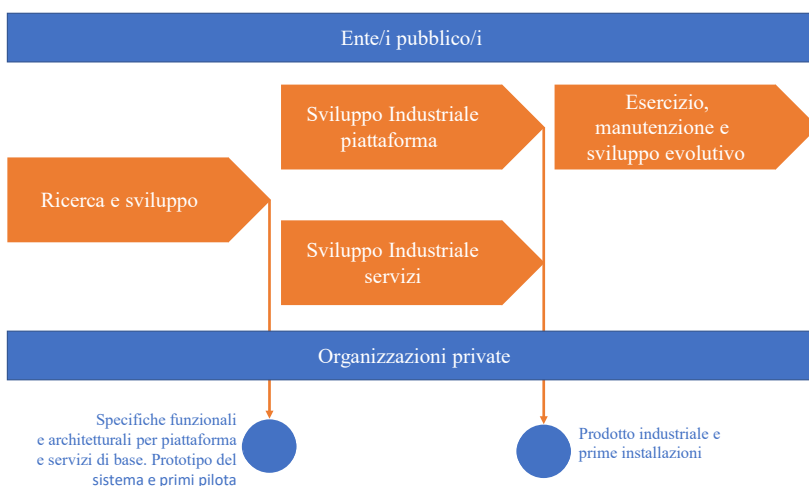 Ente/i pubblico/i
Sviluppo Industriale
piattaforma
Esercizio,
manutenzione e
sviluppo evolutivo
Ricerca e sviluppo
Sviluppo Industriale
servizi
Organizzazioni private
Specifiche funzionali
e architetturali per piattaforma
e servizi di base. Prototipo del
sistema e primi pilota
Prodotto industriale e
prime installazioni